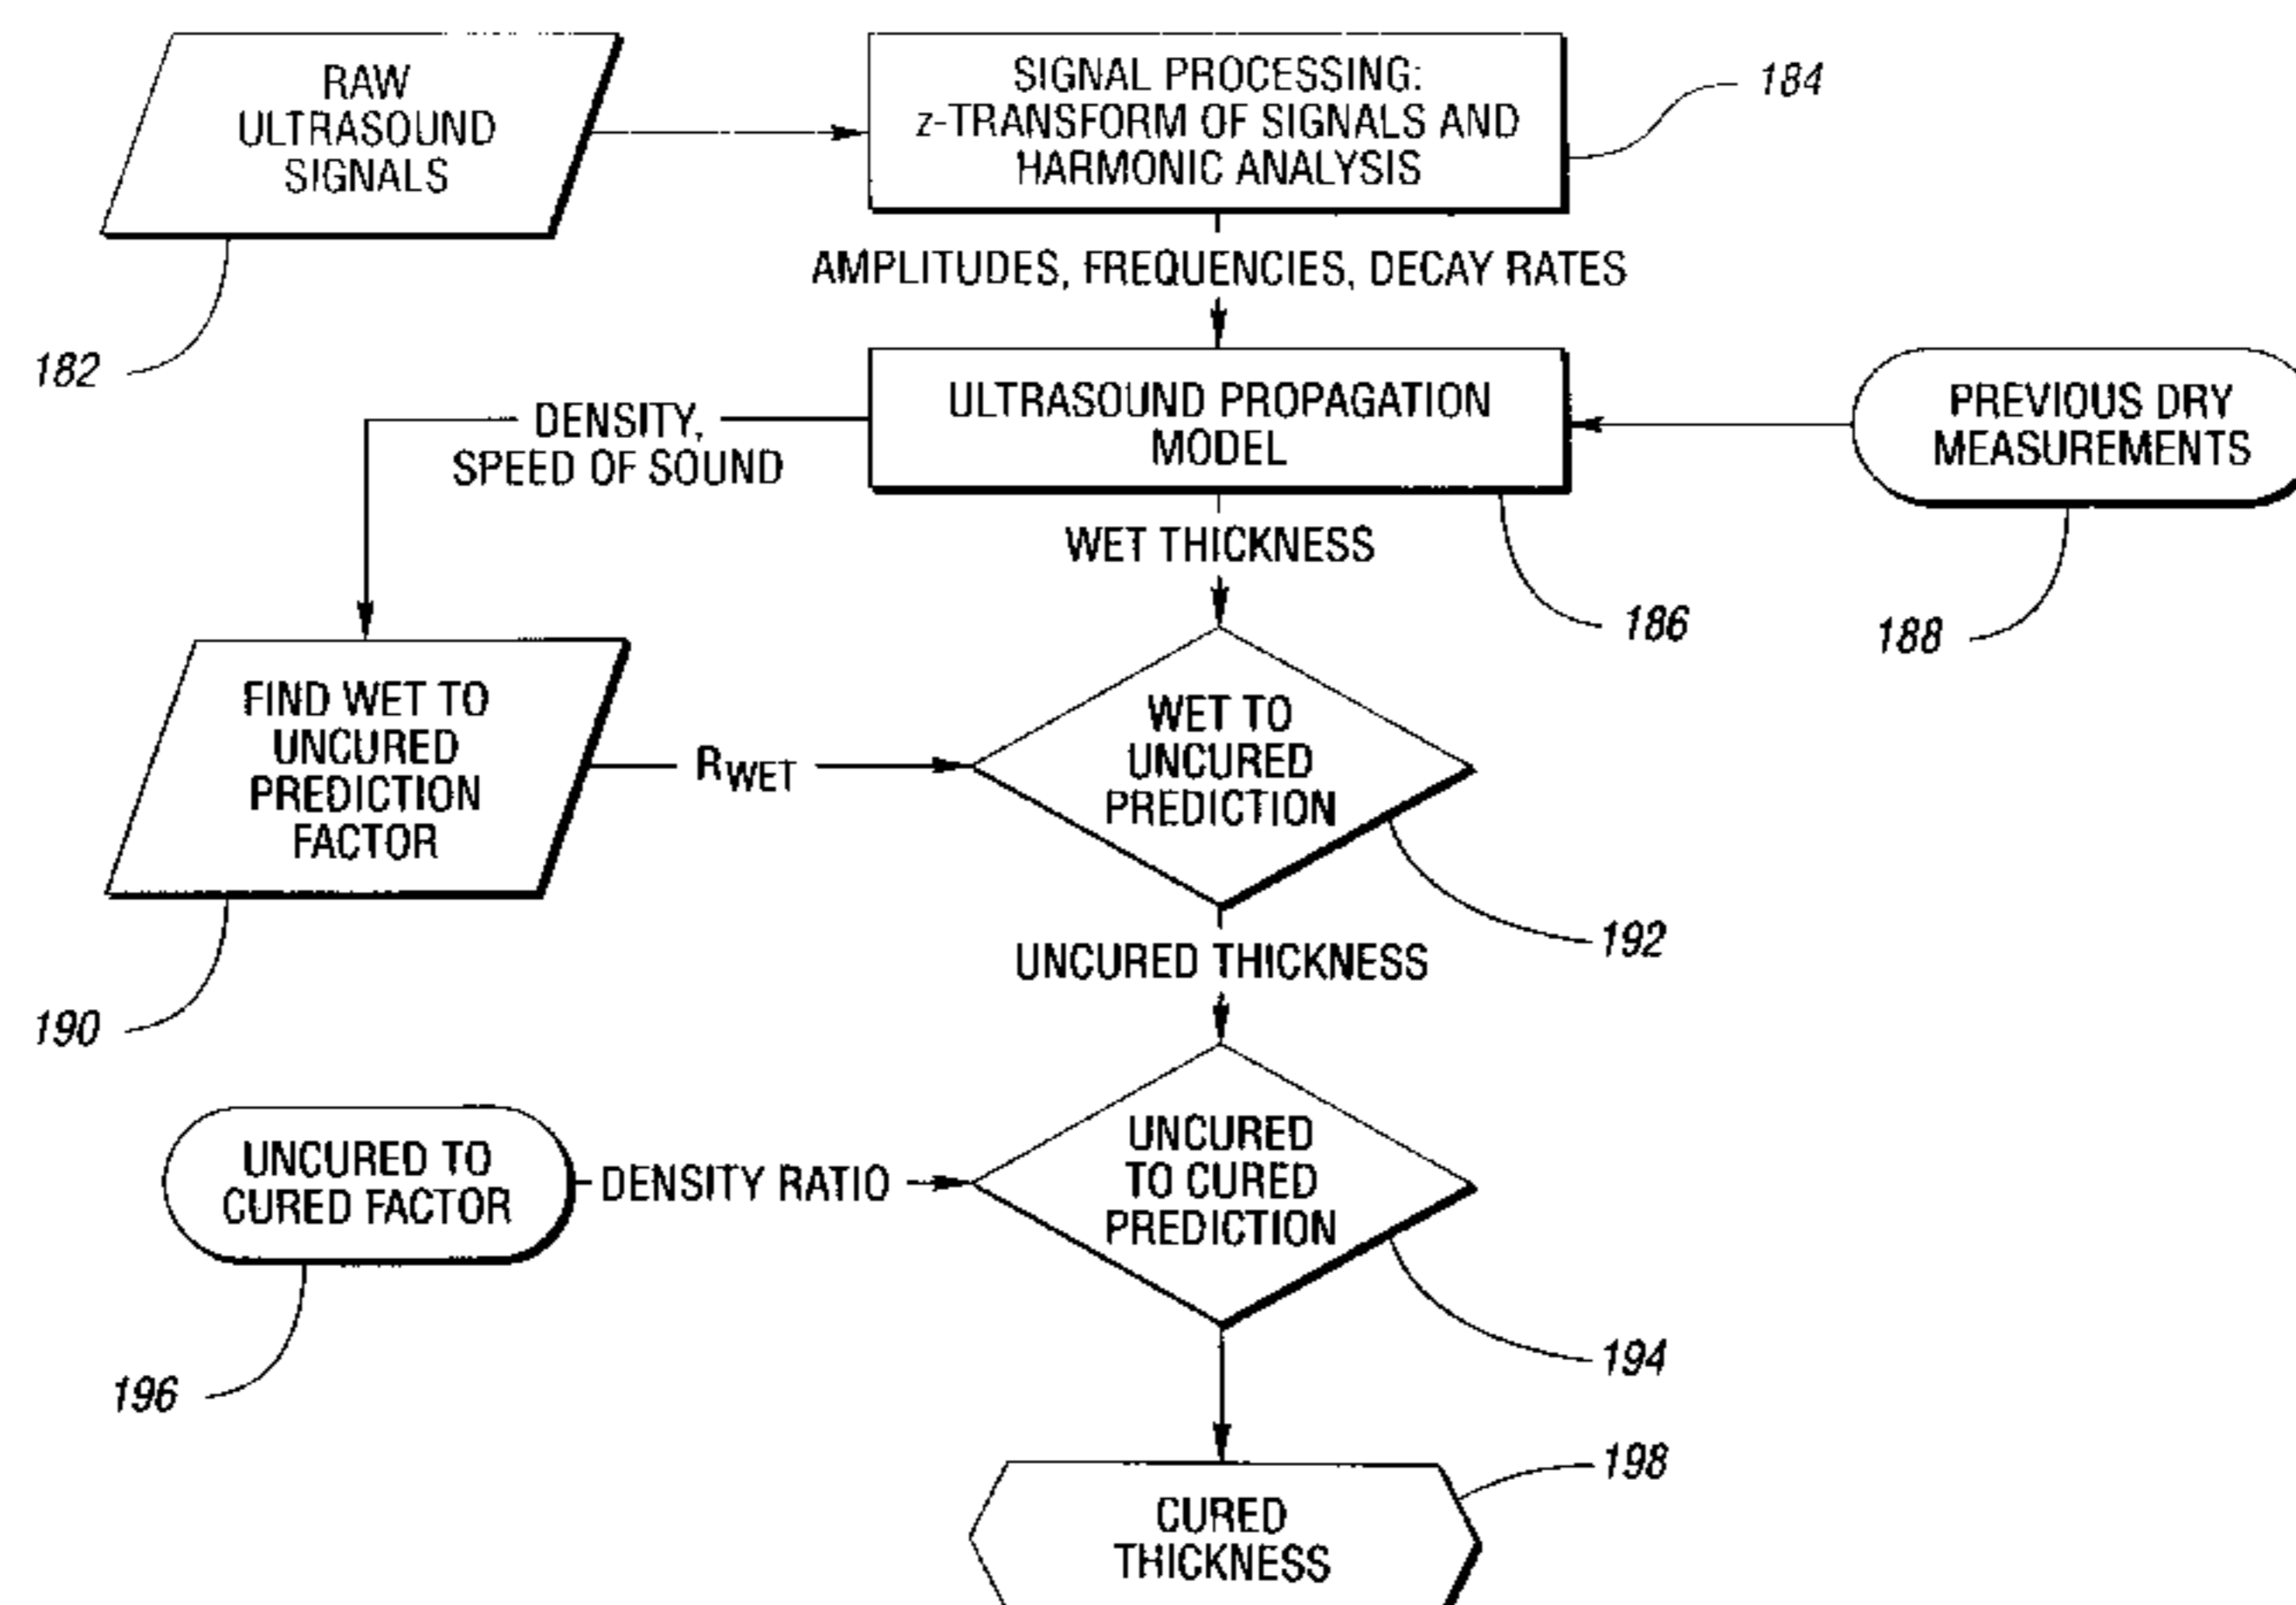 RAW
ULTRASOUND
SIGNALS
SIGNAL PROCESSING:
z-TRANSFORM OF SIGNALS AND
HARMONIC ANALYSIS
184
182
AMPLITUDES, FREQUENCIES, DECAY RATES
DENSITY,
SPEED OF SOUND
ULTRASOUND PROPAGATION
MODEL
PREVIOUS DRY
MEASUREMENTS
WET THICKNESS
186
188
FIND WET TO
UNCURED
PREDICTION
FACTOR
RWET
WET TO
UNCURED
PREDICTION
192
190
UNCURED THICKNESS
UNCURED TO
CURED FACTOR
DENSITY RATIO
UNCURED
TO CURED
PREDICTION
194
196
198
CURED
THICKNESS